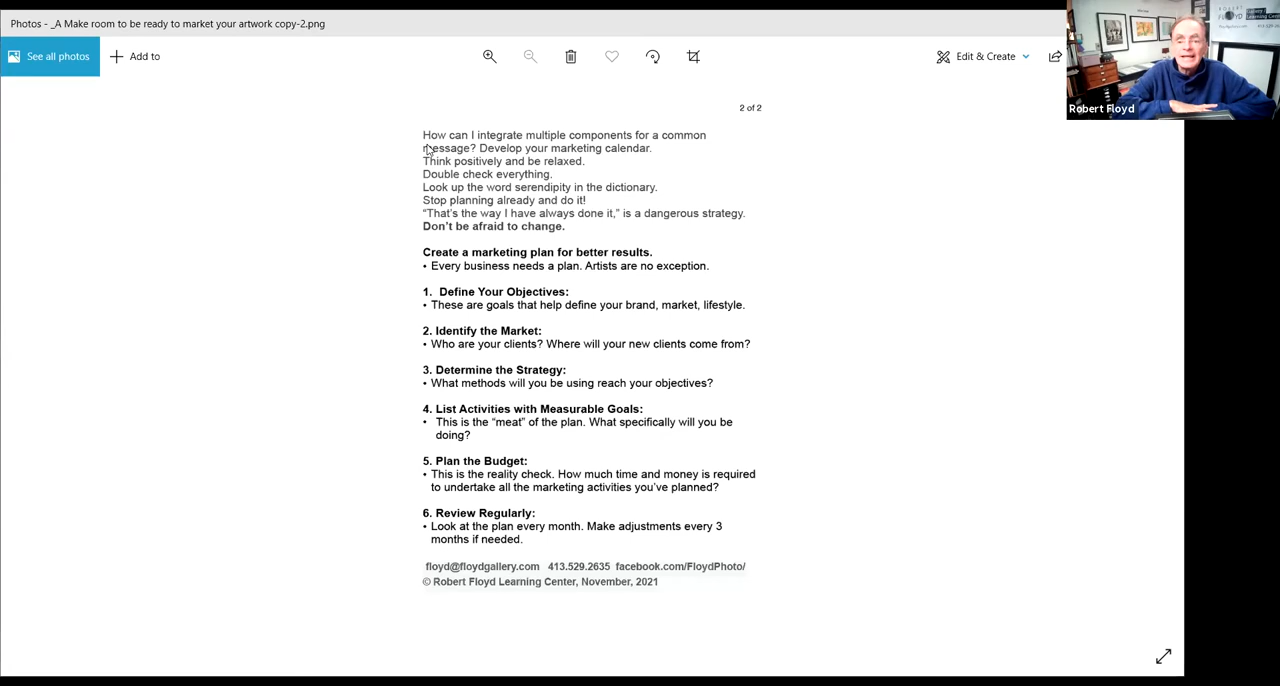 Photos - _A Make room to be ready to market your artwork copy-2.png
See all photos
Add to
Edit & Create
Robert Floyd
2 of 2
How can I integrate multiple components for a common
message? Develop your marketing calendar.
Think positively and be relaxed.
Double check everything.
Look up the word serendipity in the dictionary.
Stop planning already and do it!
“That’s the way I have always done it,” is a dangerous strategy.
Don’t be afraid to change.
Create a marketing plan for better results.
• Every business needs a plan. Artists are no exception.
1. Define Your Objectives:
• These are goals that help define your brand, market, lifestyle.
2. Identify the Market:
• Who are your clients? Where will your new clients come from?
3. Determine the Strategy:
• What methods will you be using reach your objectives?
4. List Activities with Measurable Goals:
• This is the “meat” of the plan. What specifically will you be
doing?
5. Plan the Budget:
• This is the reality check. How much time and money is required
to undertake all the marketing activities you’ve planned?
6. Review Regularly:
• Look at the plan every month. Make adjustments every 3
months if needed.
floyd@floydgallery.com 413.529.2635 facebook.com/FloydPhoto/
© Robert Floyd Learning Center, November, 2021